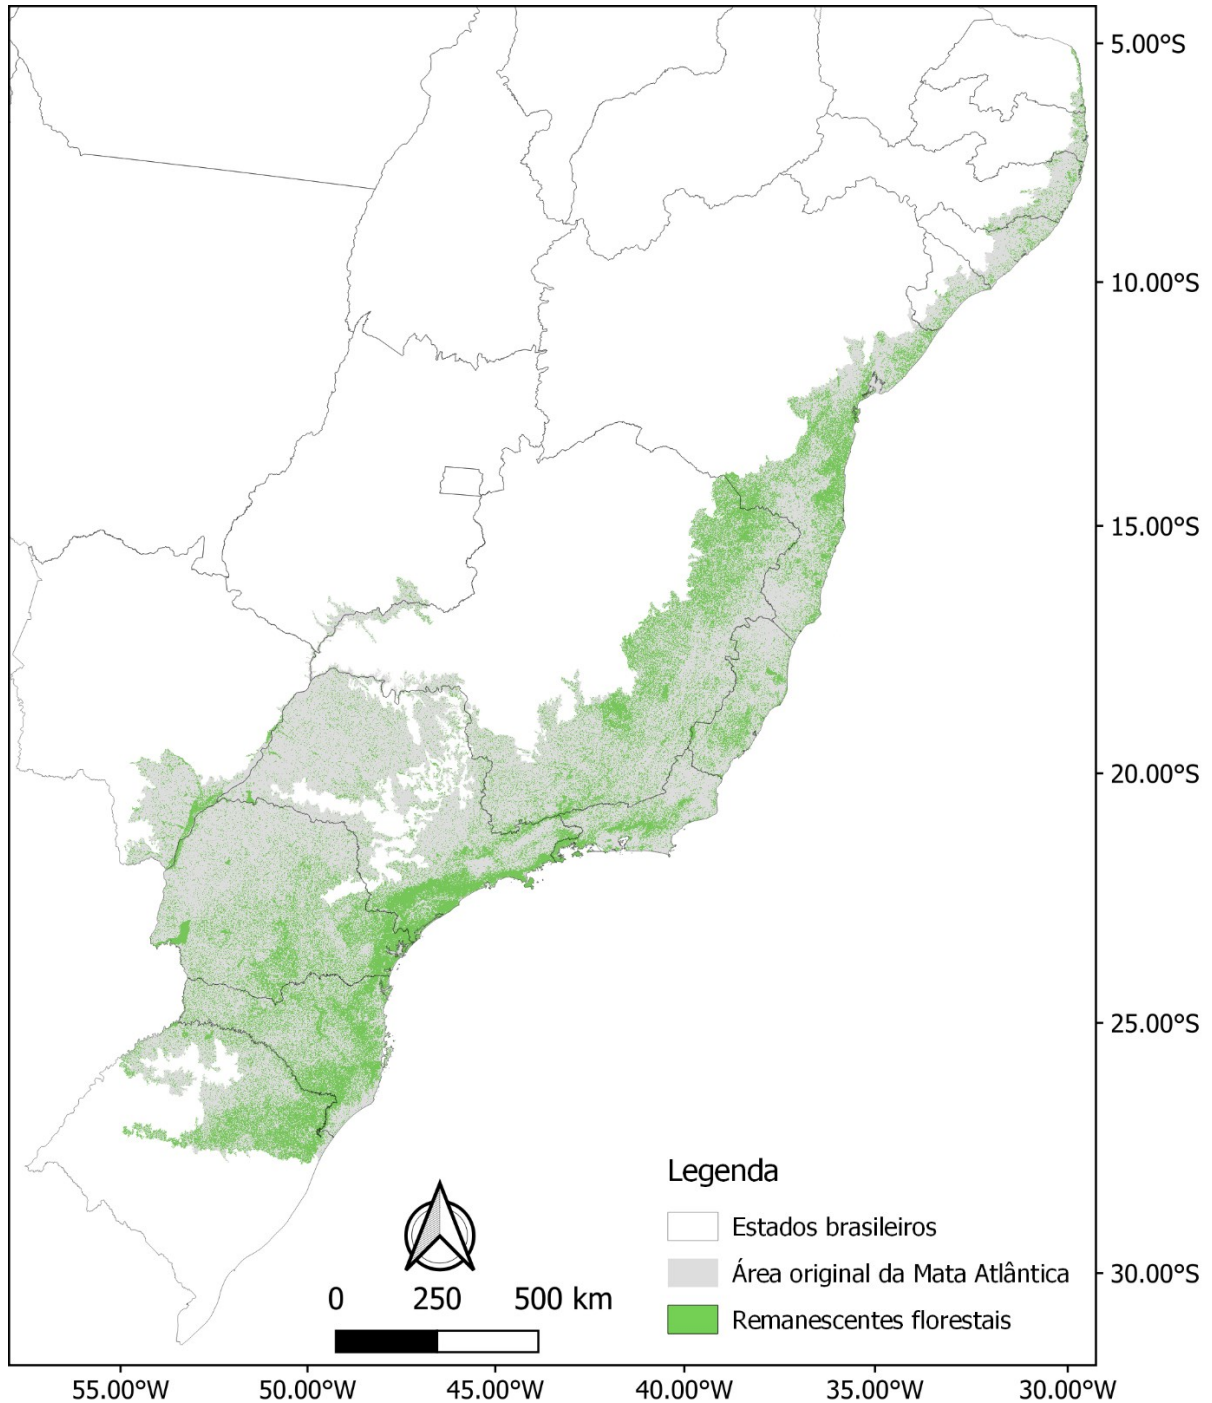 5.00°S
10.00°S
15.00°S
20.00°S
25.00°S
30.00°S
Legenda
Estados brasileiros
Área original da Mata Atlântica
Remanescentes florestais
0 250 500 km
55.00°W 50.00°W 45.00°W 40.00°W 35.00°W 30.00°W